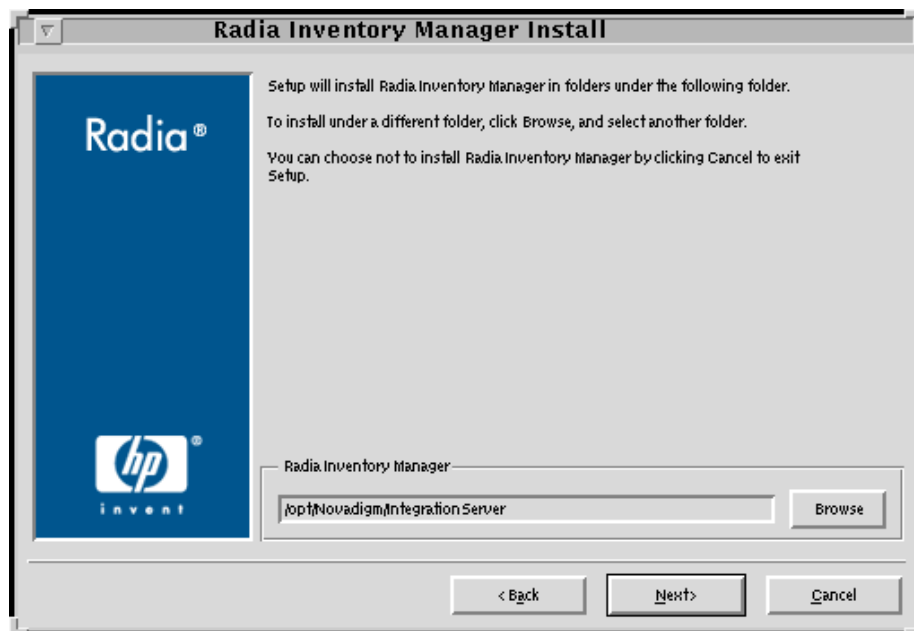 Radia Inventory Manager Install
Setup will install Radia Inventory Manager in folders under the following folder.
To install under a different folder, click Browse, and select another folder.
You can choose not to install Radia Inventory Manager by clicking Cancel to exit
Setup.
Radia®
hp®
invent
Radia Inventory Manager
/opt/Novadigm/IntegrationServer
Browse
< Back
Next>
Cancel